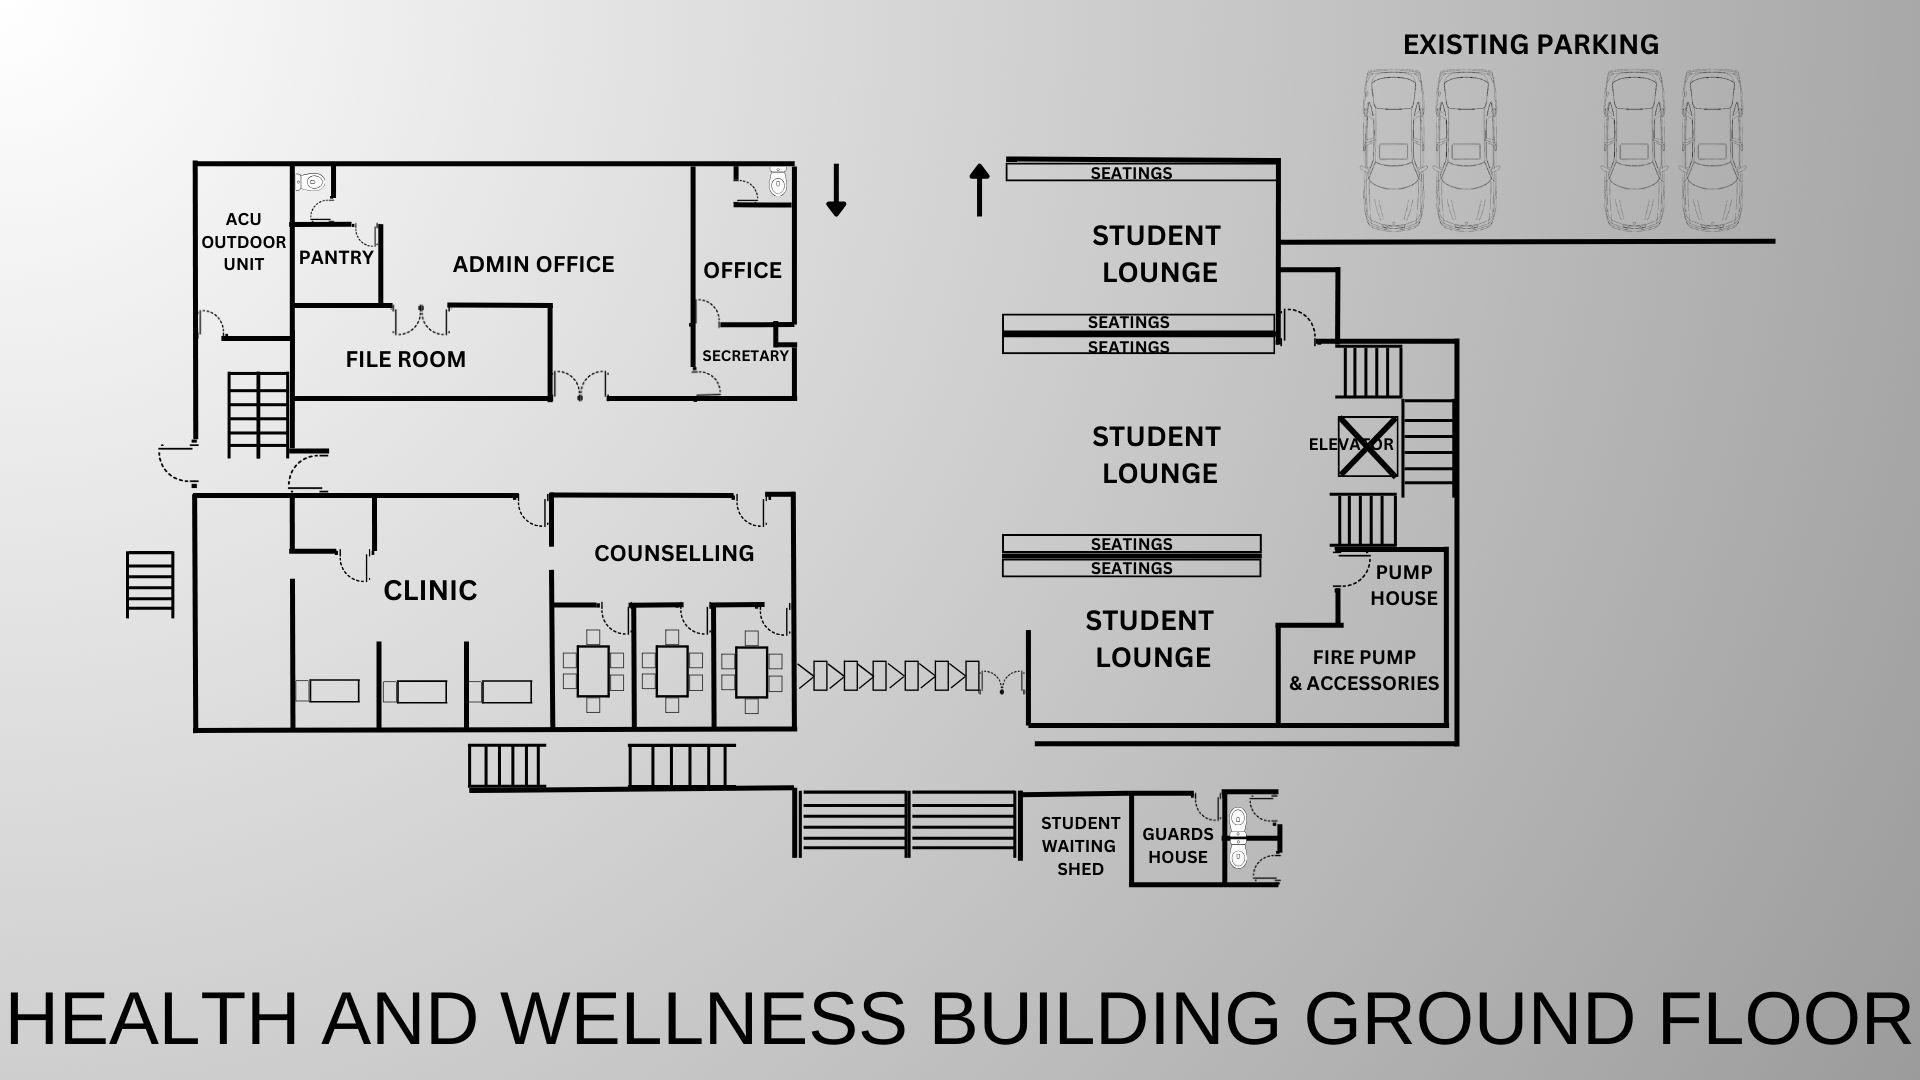 EXISTING PARKING
SEATINGS
STUDENT
LOUNGE
ACU
OUTDOOR
UNIT
PANTRY
ADMIN OFFICE
OFFICE
SEATINGS
SEATINGS
FILE ROOM
SECRETARY
STUDENT
LOUNGE
ELEVATOR
SEATINGS
SEATINGS
COUNSELLING
CLINIC
PUMP
HOUSE
STUDENT
LOUNGE
FIRE PUMP
& ACCESSORIES
STUDENT
WAITING
SHED
GUARDS
HOUSE
HEALTH AND WELLNESS BUILDING GROUND FLOOR